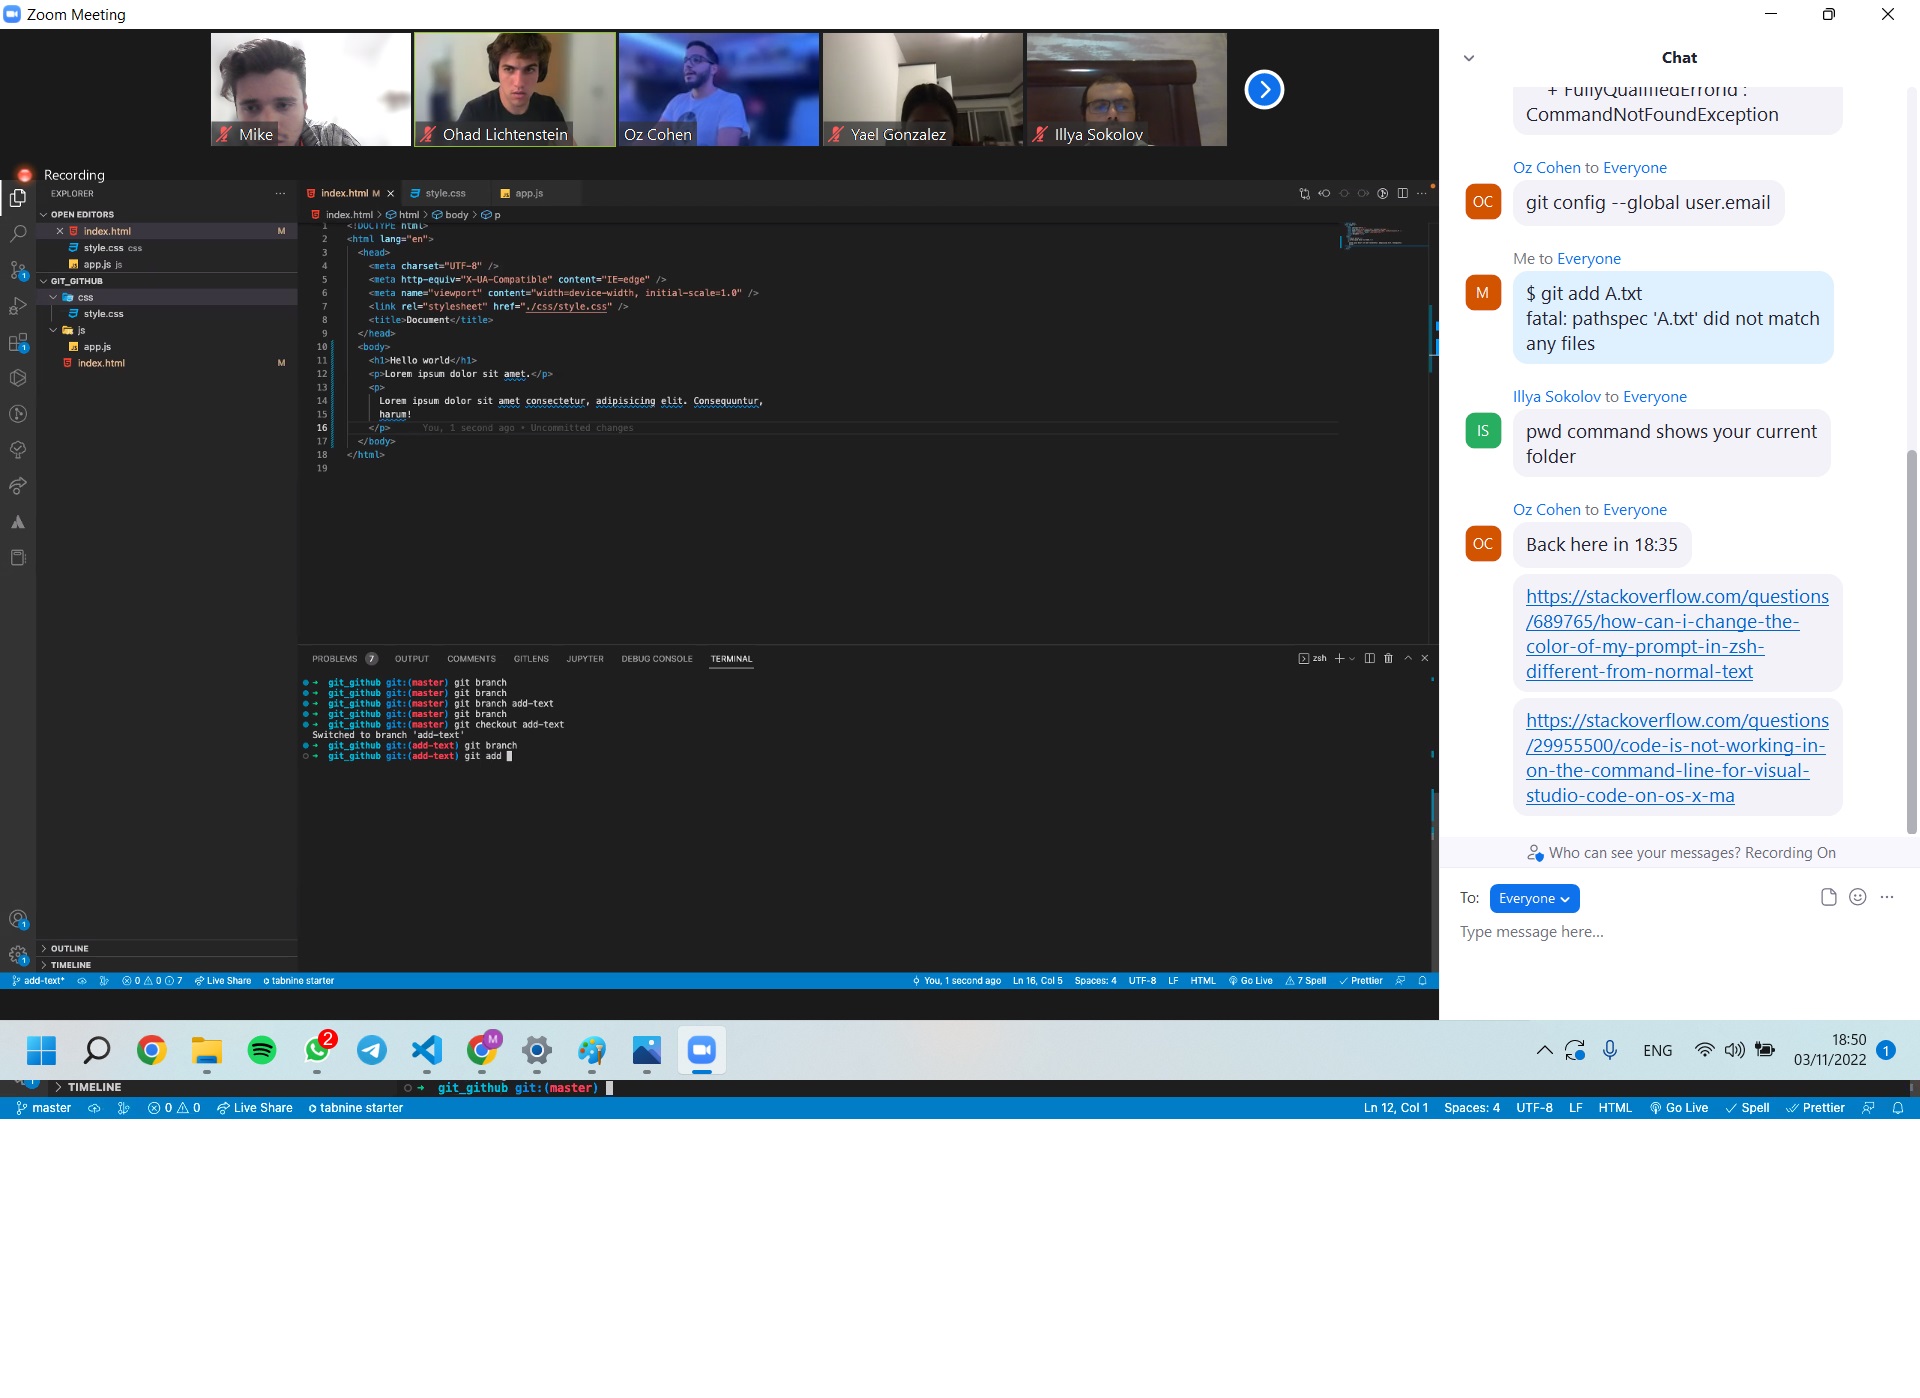 Zoom Meeting
Mike
Ohad Lichtenstein
Oz Cohen
Yael Gonzalez
Illya Sokolov
Recording
EXPLORER
OPEN EDITORS
index.html M
style.css css
app.js js
GIT_GITHUB
css
style.css
js
app.js
index.html M
index.html M
style.css
app.js
index.html > html > body > p
1 <!DOCTYPE html>
2 <html lang="en">
3 <head>
4 <meta charset="UTF-8" />
5 <meta http-equiv="X-UA-Compatible" content="IE=edge" />
6 <meta name="viewport" content="width=device-width, initial-scale=1.0" />
7 <link rel="stylesheet" href="./css/style.css" />
8 <title>Document</title>
9 </head>
10 <body>
11 <h1>Hello world</h1>
12 <p>Lorem ipsum dolor sit amet.</p>
13 <p>
14 Lorem ipsum dolor sit amet consectetur, adipisicing elit. Consequuntur,
15 harum!
16 </p> You, 1 second ago • Uncommitted changes
17 </body>
18 </html>
19
PROBLEMS 7 OUTPUT COMMENTS GITLENS JUPYTER DEBUG CONSOLE TERMINAL
zsh
git_github git:(master) git branch
git_github git:(master) git branch
git_github git:(master) git branch add-text
git_github git:(master) git branch
git_github git:(master) git checkout add-text
Switched to branch 'add-text'
git_github git:(add-text) git branch
git_github git:(add-text) git add
OUTLINE
TIMELINE
add-text* 0 0 7 Live Share tabnine starter
You, 1 second ago Ln 16, Col 5 Spaces: 4 UTF-8 LF HTML Go Live 7 Spell Prettier
Chat
+ FullyQualifiedErrorId :
CommandNotFoundException
Oz Cohen to Everyone
OC
git config --global user.email
Me to Everyone
M
$ git add A.txt
fatal: pathspec 'A.txt' did not match
any files
Illya Sokolov to Everyone
IS
pwd command shows your current
folder
Oz Cohen to Everyone
OC
Back here in 18:35
https://stackoverflow.com/questions
/689765/how-can-i-change-the-
color-of-my-prompt-in-zsh-
different-from-normal-text
https://stackoverflow.com/questions
/29955500/code-is-not-working-in-
on-the-command-line-for-visual-
studio-code-on-os-x-ma
Who can see your messages? Recording On
To: Everyone
Type message here...
2
M
ENG
18:50
03/11/2022
1
TIMELINE
git_github git:(master)
master 0 0 Live Share tabnine starter
Ln 12, Col 1 Spaces: 4 UTF-8 LF HTML Go Live Spell Prettier